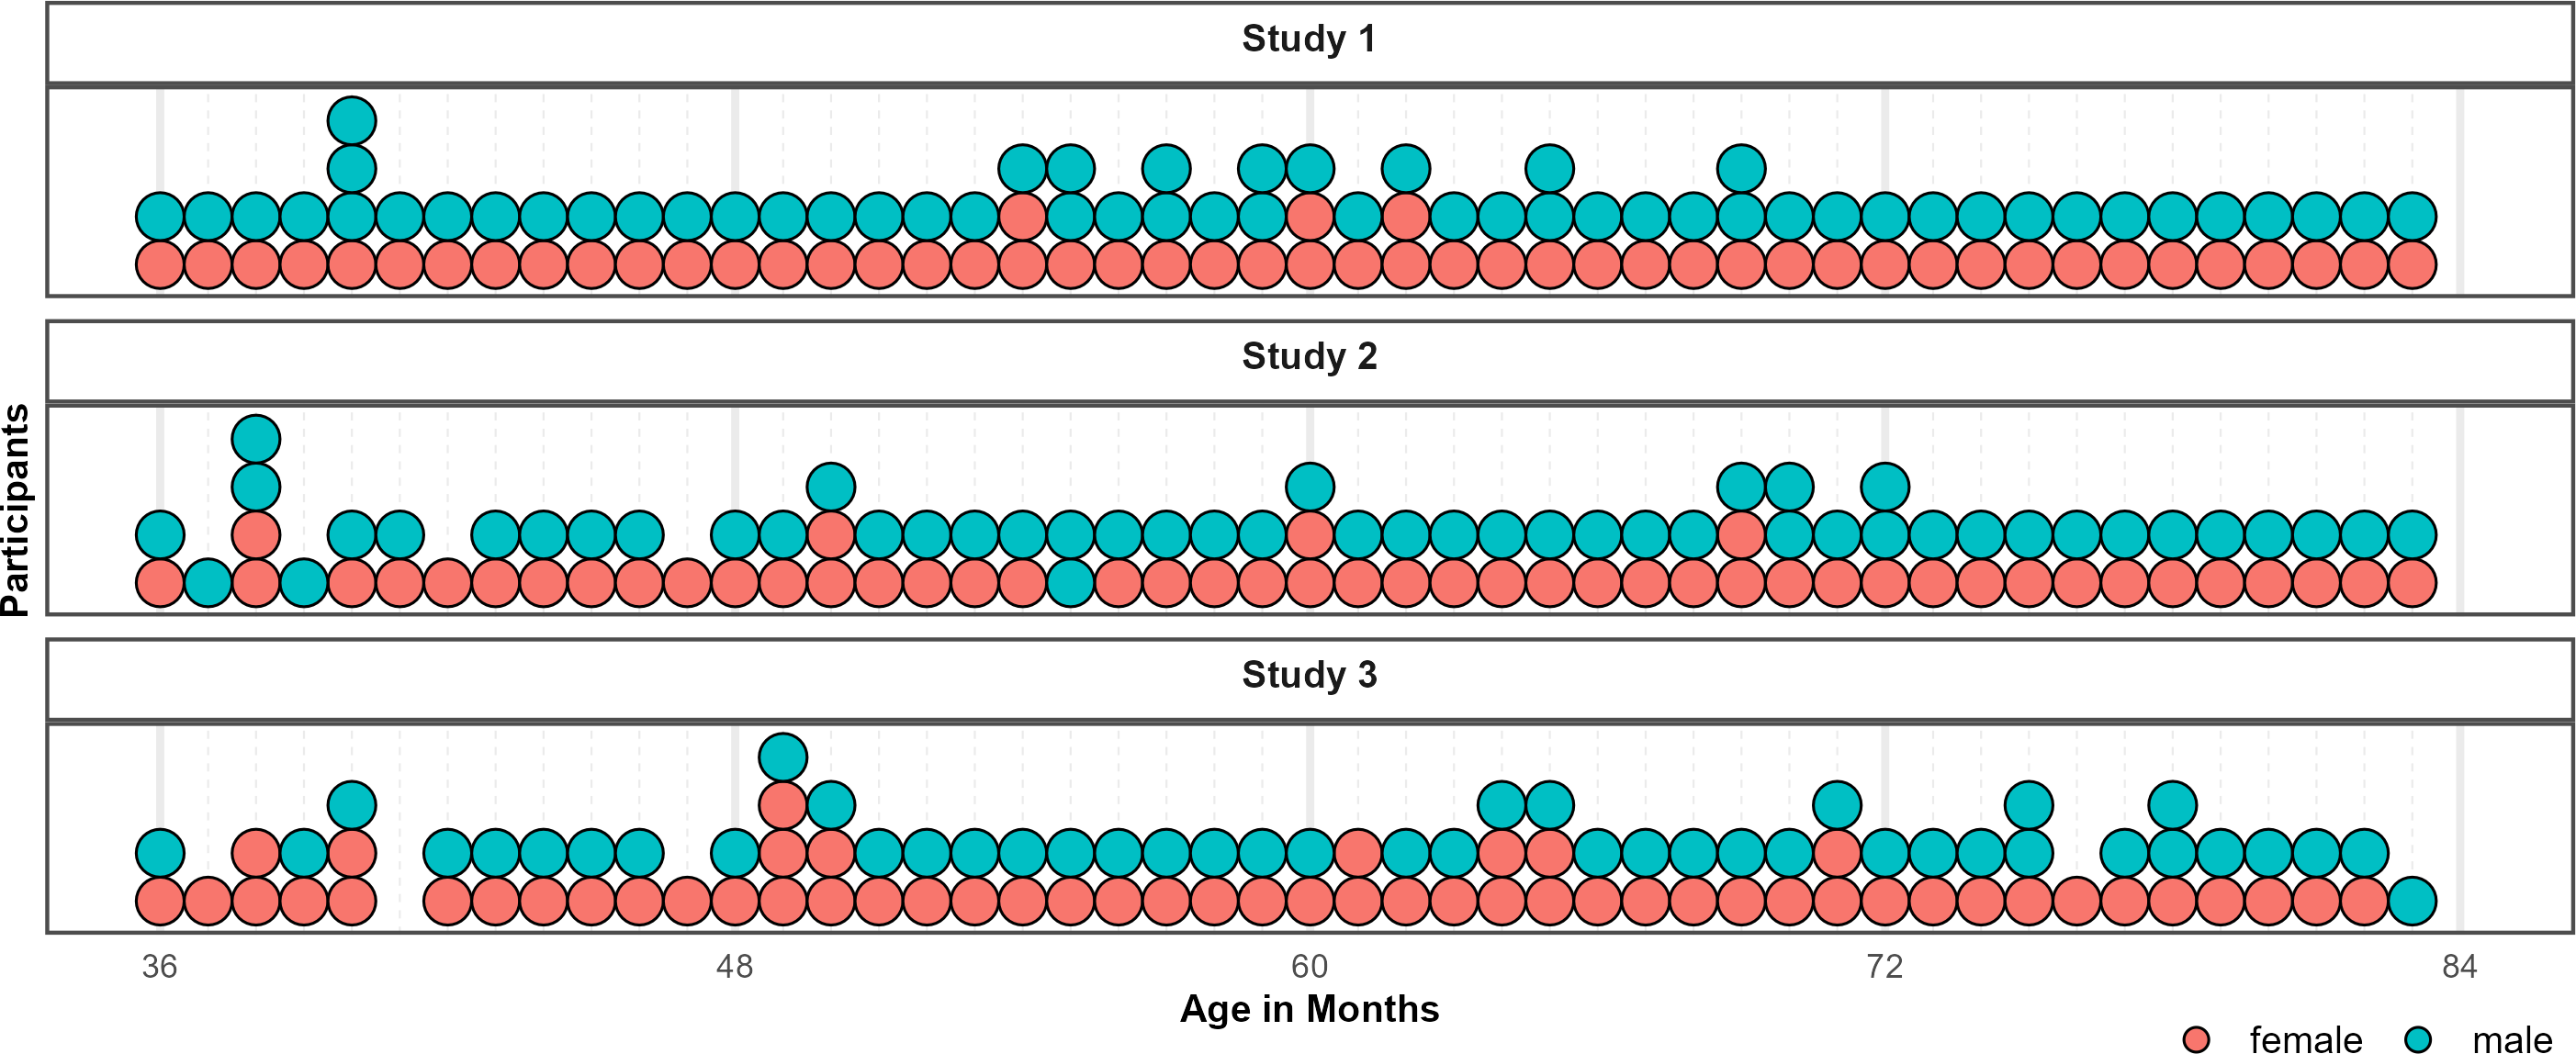 Study 1
Study 2
Participants
Study 3
36 48 60 72 84
Age in Months
female male